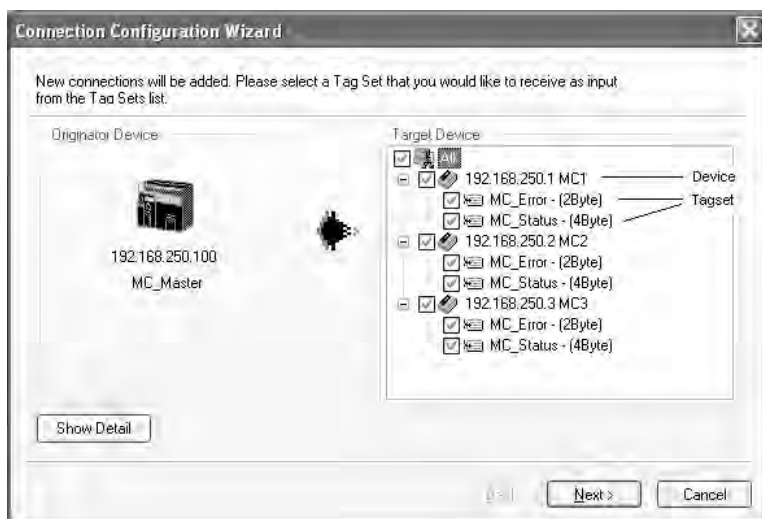 Connection Configuration Wizard
New connections will be added. Please select a Tag Set that you would like to receive as input
from the Tag Sets list.
Originator Device
192.168.250.100
MC_Master
Target Device
All
192.168.250.1 MC1
MC_Error - (2Byte)
MC_Status - (4Byte)
192.168.250.2 MC2
MC_Error - (2Byte)
MC_Status - (4Byte)
192.168.250.3 MC3
MC_Error - (2Byte)
MC_Status - (4Byte)
Device
Tagset
Show Detail
Next >
Cancel